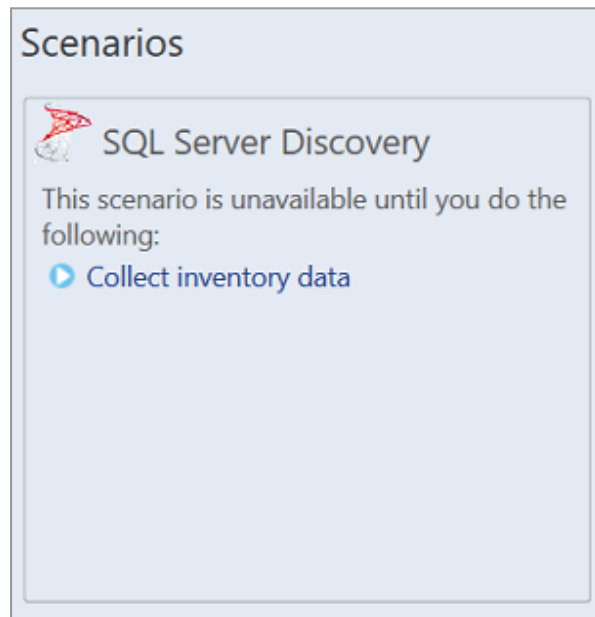 Scenarios
SQL Server Discovery
This scenario is unavailable until you do the
following:
Collect inventory data